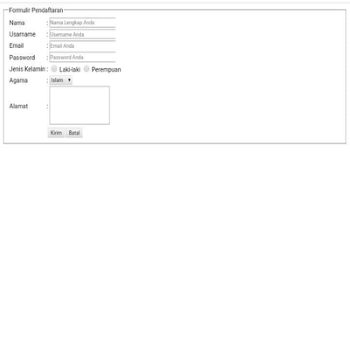 Formulir Pendaftaran
Nama : Nama Lengkap Anda
Username : Username Anda
Email : Email Anda
Password : Password Anda
Jenis Kelamin : Laki-laki Perempuan
Agama : Islam
Alamat :
Kirim Batal